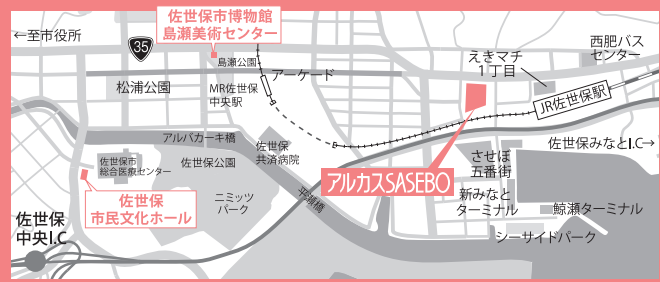 ←至市役所
35
佐世保市博物館
島瀬美術センター
島瀬公園
松浦公園
MR佐世保
中央駅
アーケード
えきマチ
1丁目
西肥バス
センター
JR佐世保駅
アルバカーキ橋
佐世保
共済病院
佐世保みなとI.C→
佐世保市
総合医療センター
佐世保公園
アルカスSASEBO
させぼ
五番街
佐世保
市民文化ホール
ニミッツ
パーク
平瀬橋
新みなと
ターミナル
鯨瀬ターミナル
シーサイドパーク
佐世保
中央I.C